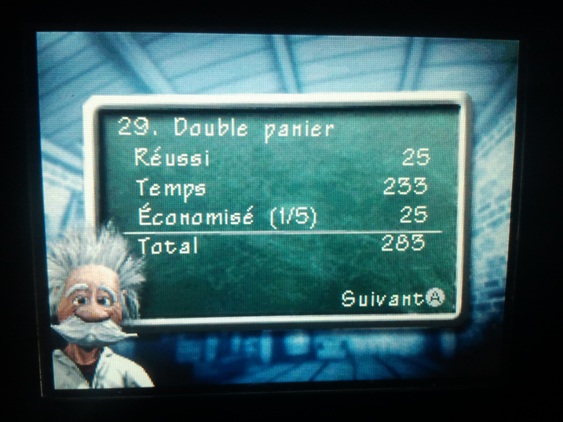 29. Double panier
Réussi 25
Temps 233
Économisé (1/5) 25
Total 283
Suivant A